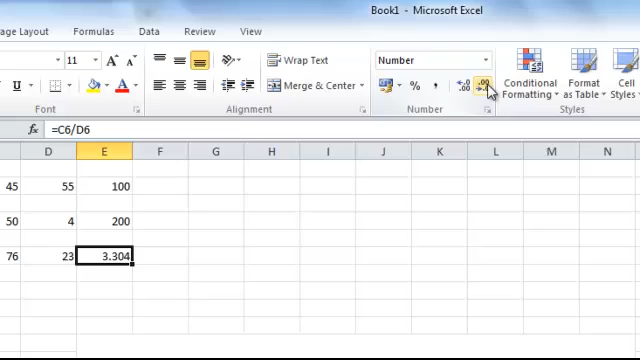 Book1 - Microsoft Excel
age Layout Formulas Data Review View
11 A A Wrap Text Number
U A Merge & Center % , .0 .00 .00 .0 Conditional Formatting Format as Table Cell Styles
Font Alignment Number Styles
fx =C6/D6
D E F G H I J K L M N
45 55 100
50 4 200
76 23 3.304